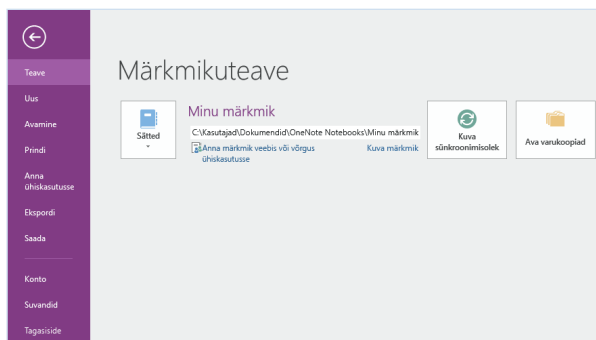 Teave
Uus
Avamine
Prindi
Anna
ühiskasutusse
Ekspordi
Saada
Konto
Suvandid
Tagasiside
Märkmikuteave
Sätted
Minu märkmik
C:\Kasutajad\Dokumendid\OneNote Notebooks\Minu märkmik
Anna märkmik veebis või võrgus
ühiskasutusse
Kuva märkmik
Kuva
sünkroonimisolek
Ava varukoopiad